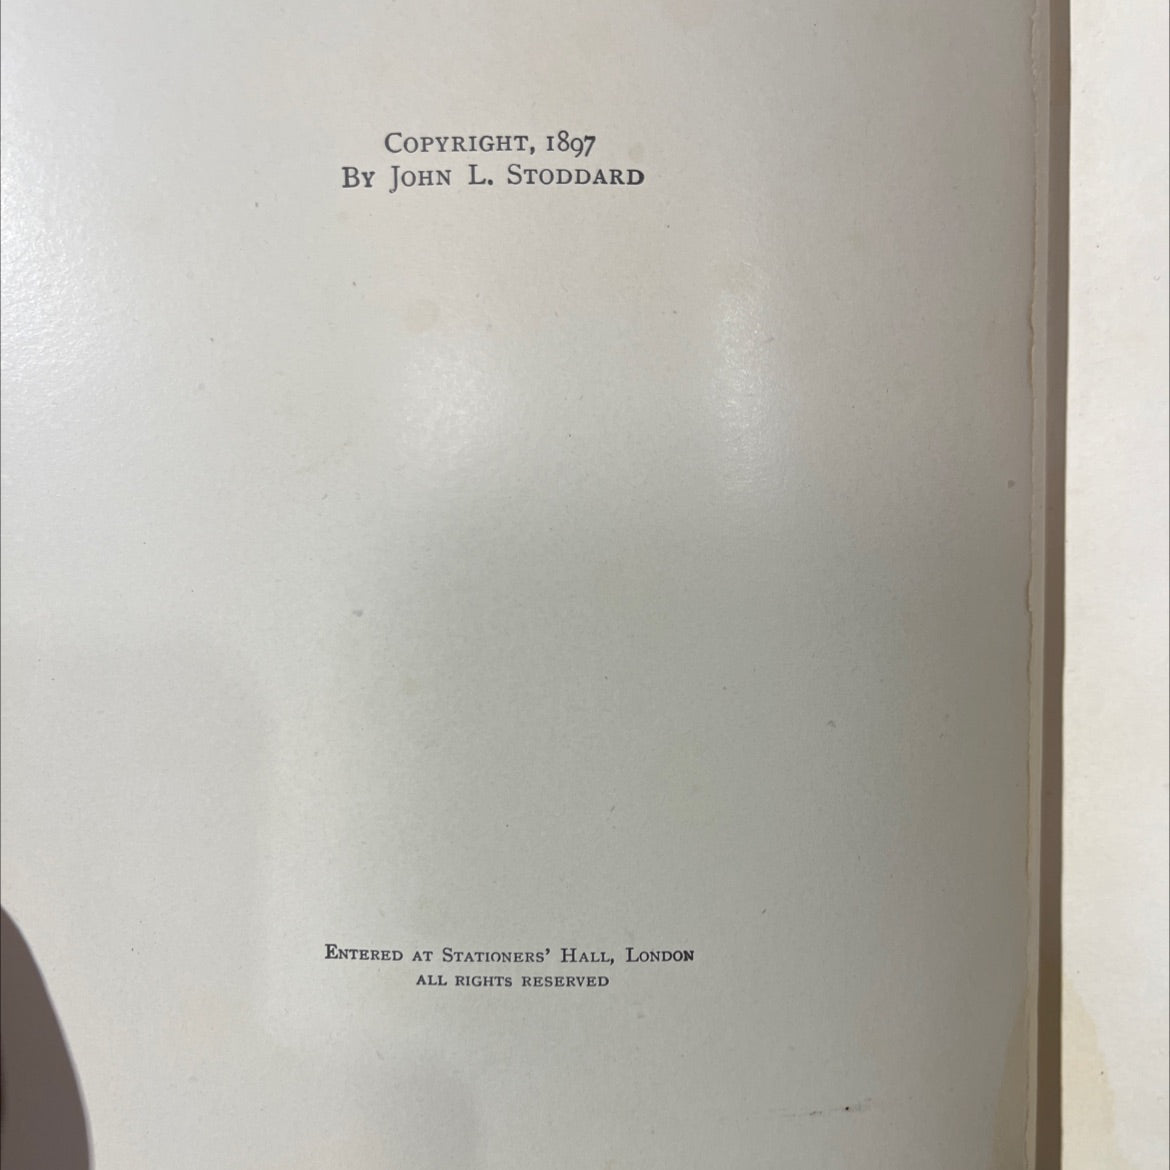 Copyright, 1897
By John L. Stoddard
Entered at Stationers' Hall, London
all rights reserved